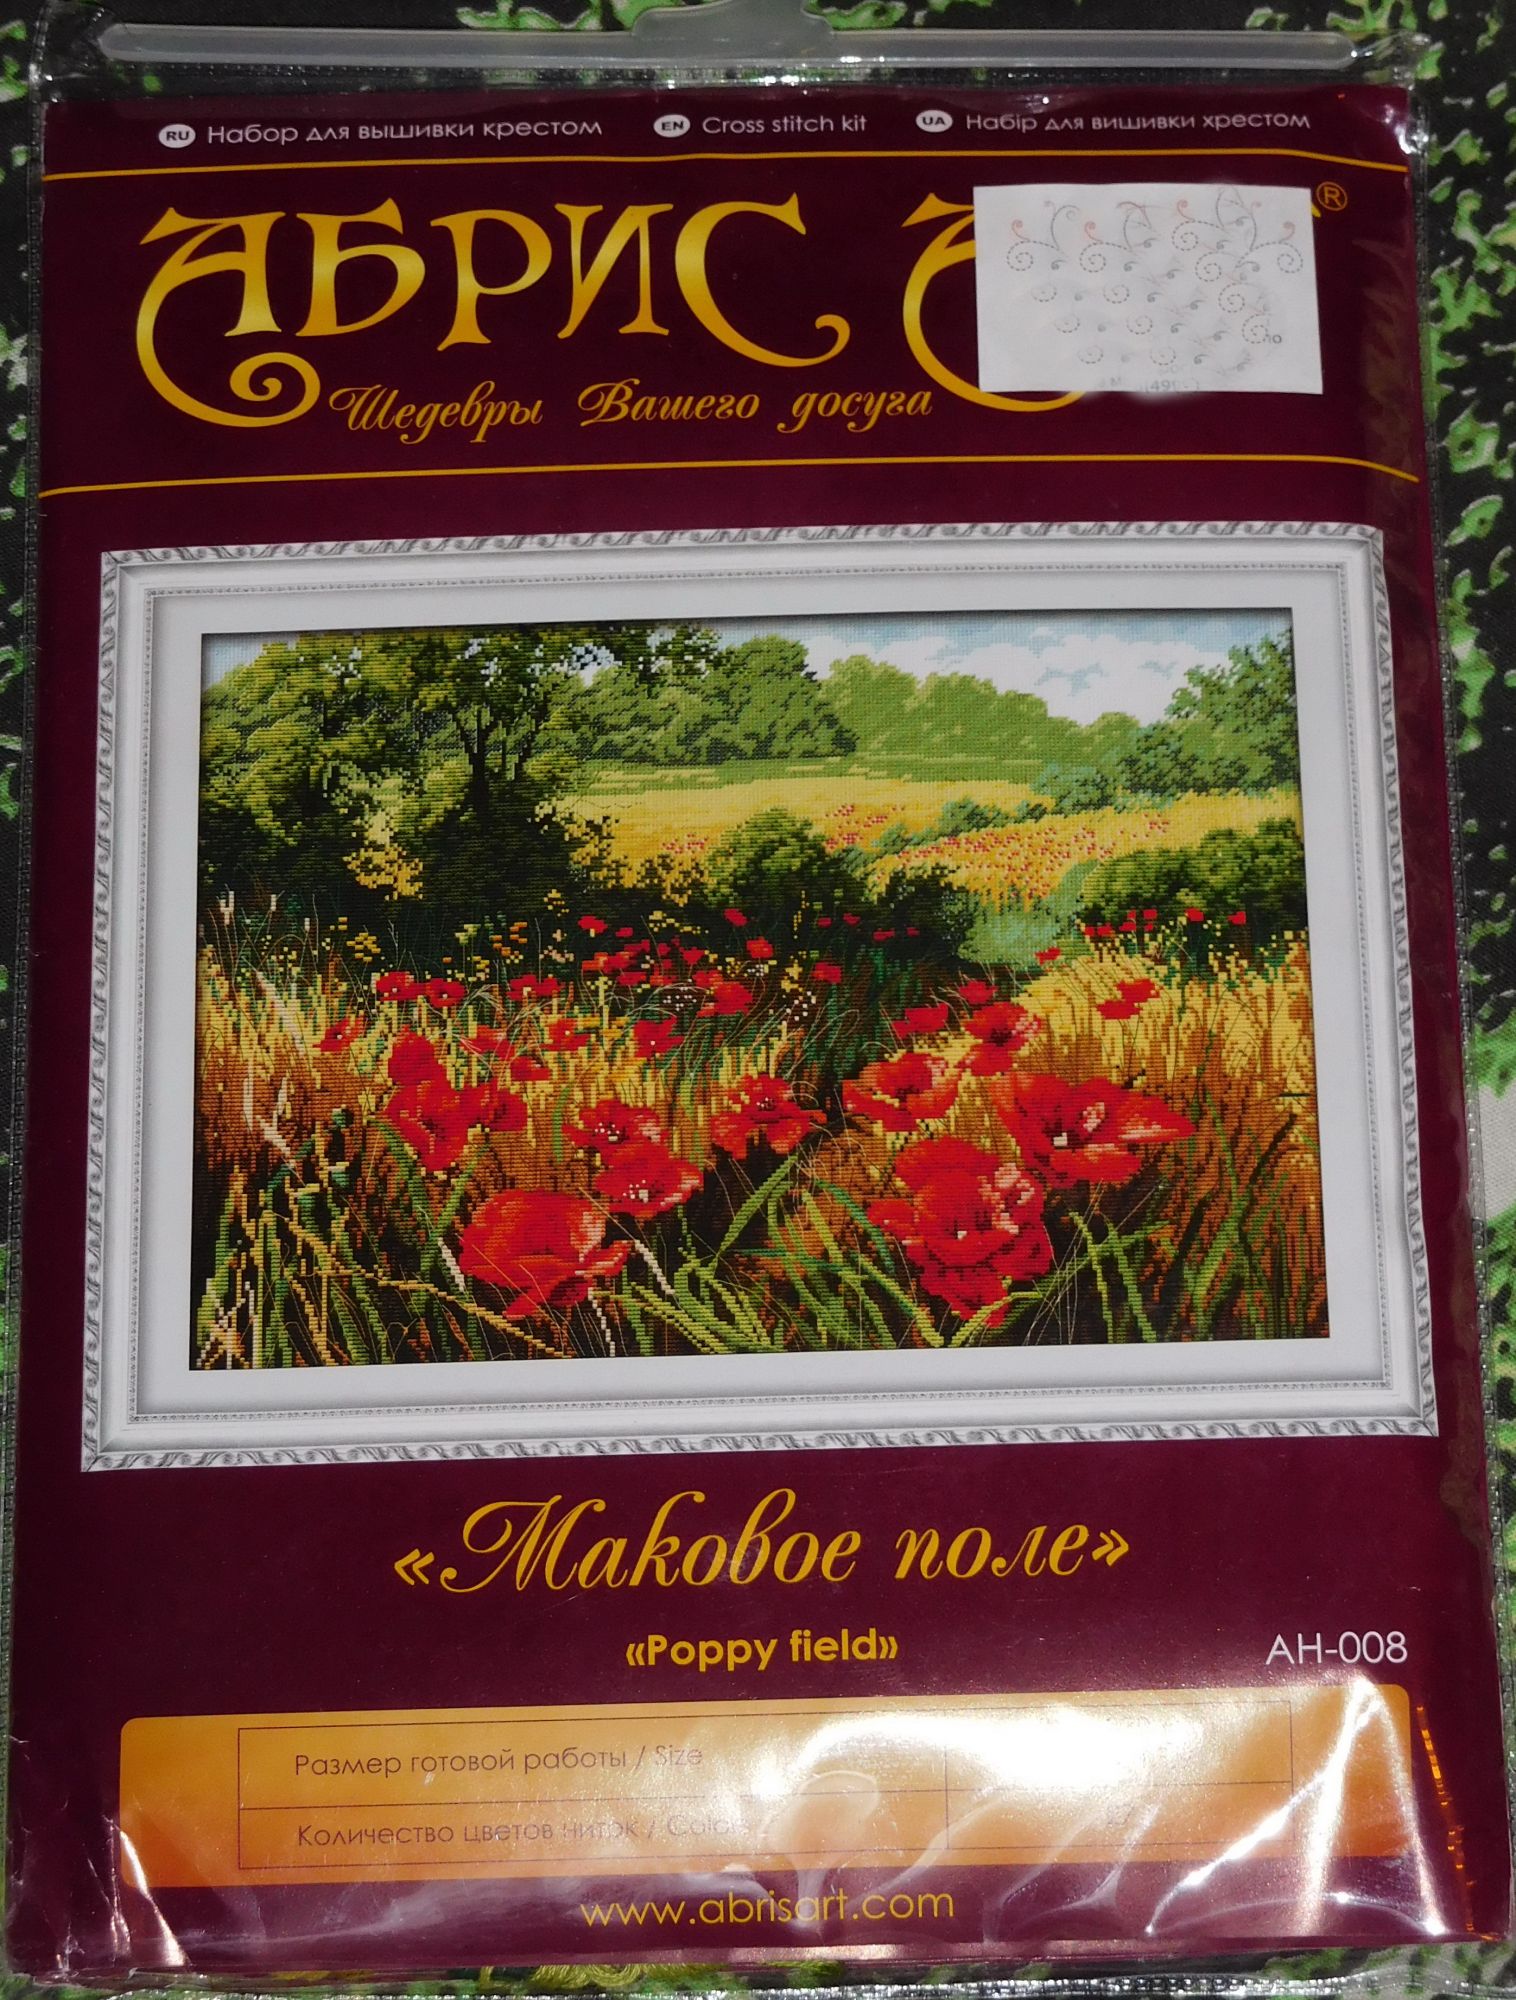 RU Набор для вышивки крестом EN Cross stitch kit UA Набір для вишивки хрестом
АБРИС ®
Шедевры Вашего досуга
«Маковое поле»
«Poppy field»
АН-008
Размер готовой работы / Size
Количество цветов ниток / Colors
www.abrisart.com